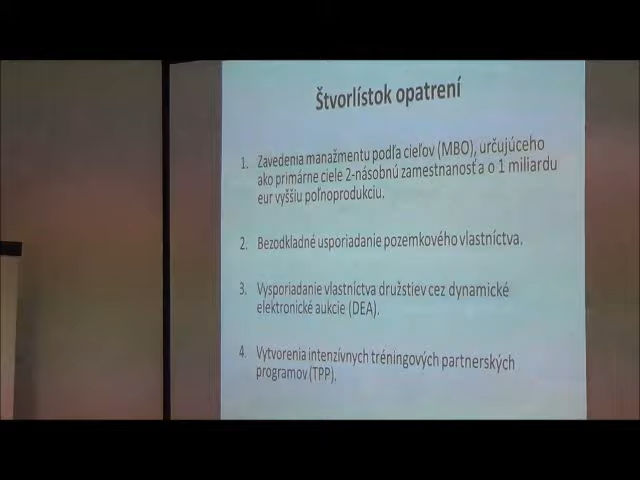 Štvorlístok opatrení
1. Zavedenia manažmentu podľa cieľov (MBO), určujúceho
ako primárne ciele 2-násobnú zamestnanosť a o 1 miliardu
eur vyššiu poľnoprodukciu.
2. Bezodkladné usporiadanie pozemkového vlastníctva.
3. Vysporiadanie vlastníctva družstiev cez dynamické
elektronické aukcie (DEA).
4. Vytvorenia intenzívnych tréningových partnerských
programov (TPP).